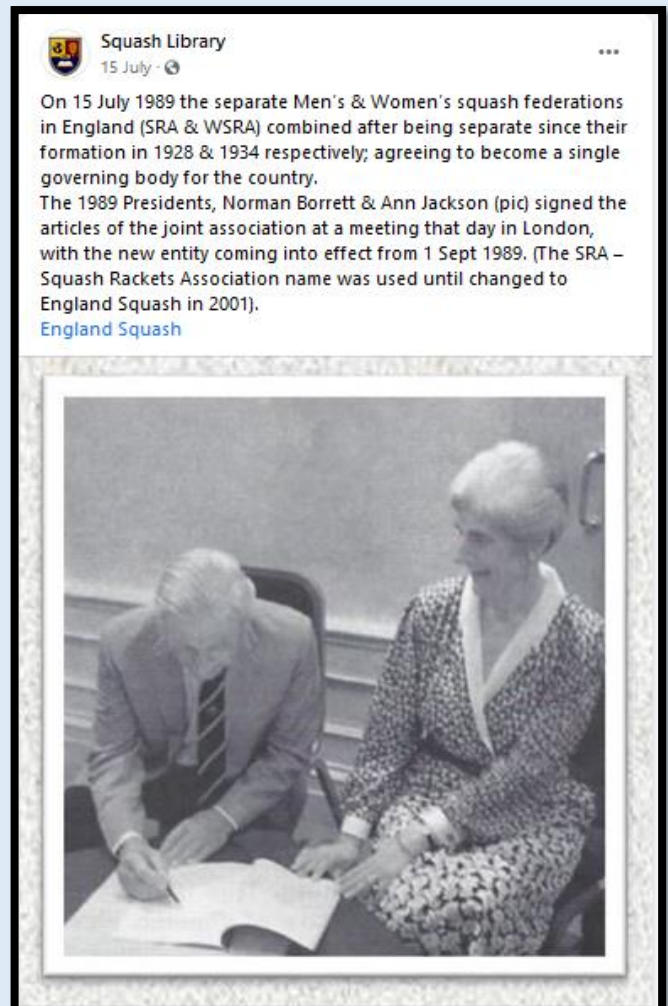 Squash Library
15 July ·
On 15 July 1989 the separate Men's & Women's squash federations
in England (SRA & WSRA) combined after being separate since their
formation in 1928 & 1934 respectively; agreeing to become a single
governing body for the country.
The 1989 Presidents, Norman Borrett & Ann Jackson (pic) signed the
articles of the joint association at a meeting that day in London,
with the new entity coming into effect from 1 Sept 1989. (The SRA –
Squash Rackets Association name was used until changed to
England Squash in 2001).
England Squash